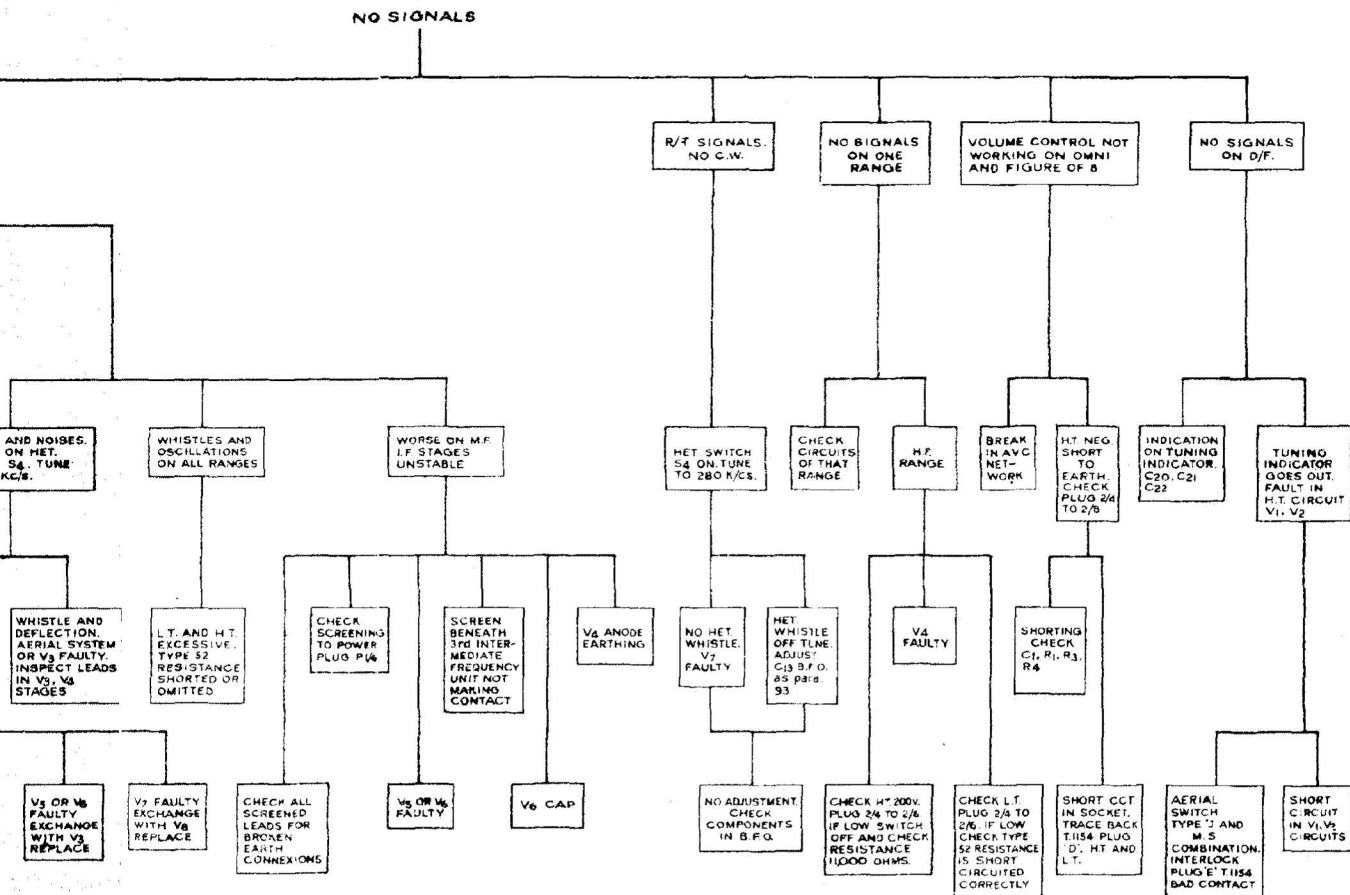 NO SIGNALS
R/T SIGNALS.
NO C.W.
NO SIGNALS
ON ONE
RANGE
VOLUME CONTROL NOT
WORKING ON OMNI
AND FIGURE OF 8
NO SIGNALS
ON D/F.
AND NOISES.
ON HET.
S4. TUNE
KC/S.
WHISTLES AND
OSCILLATIONS
ON ALL RANGES
WORSE ON M.F.
I.F STAGES
UNSTABLE
HET SWITCH
S4 ON. TUNE
TO 280 K/CS.
CHECK
CIRCUITS
OF THAT
RANGE
H.F.
RANGE
BREAK
IN AVC
NET-
WORK
H.T. NEG.
SHORT
TO
EARTH.
CHECK
PLUG 2/4
TO 2/8
INDICATION
ON TUNING
INDICATOR.
C20, C21
C22
TUNING
INDICATOR
GOES OUT.
FAULT IN
H.T. CIRCUIT
V1, V2
WHISTLE AND
DEFLECTION.
AERIAL SYSTEM
OR V3 FAULTY.
INSPECT LEADS
IN V3, V4
STAGES
L.T. AND H.T.
EXCESSIVE.
TYPE 52
RESISTANCE
SHORTED OR
OMITTED
CHECK
SCREENING
TO POWER
PLUG P1/6
SCREEN
BENEATH
3rd INTER-
MEDIATE
FREQUENCY
UNIT NOT
MAKING
CONTACT
V4 ANODE
EARTHING
NO HET.
WHISTLE.
V7
FAULTY
HET.
WHISTLE
OFF TUNE.
ADJUST
C13 B.F.O.
as para.
93
V4
FAULTY
SHORTING
CHECK
C1, R1, R3,
R4
V5 OR V6
FAULTY
EXCHANGE
WITH V3
REPLACE
V7 FAULTY
EXCHANGE
WITH V8
REPLACE
CHECK ALL
SCREENED
LEADS FOR
BROKEN
EARTH
CONNEXIONS
V5 OR V6
FAULTY
V6 CAP
NO ADJUSTMENT.
CHECK
COMPONENTS
IN B.F.O.
CHECK HT 200V.
PLUG 2/4 TO 2/8.
IF LOW SWITCH
OFF AND CHECK
RESISTANCE
11,000 OHMS.
CHECK L.T.
PLUG 2/4 TO
2/6. IF LOW
CHECK TYPE
52 RESISTANCE
IS SHORT
CIRCUITED
CORRECTLY
SHORT CCT
IN SOCKET.
TRACE BACK
T.1154 PLUG
'D'. H.T AND
L.T.
AERIAL
SWITCH
TYPE 'J' AND
M.S
COMBINATION.
INTERLOCK
PLUG 'E' T.1154
BAD CONTACT
SHORT
CIRCUIT
IN V1, V2
CIRCUITS